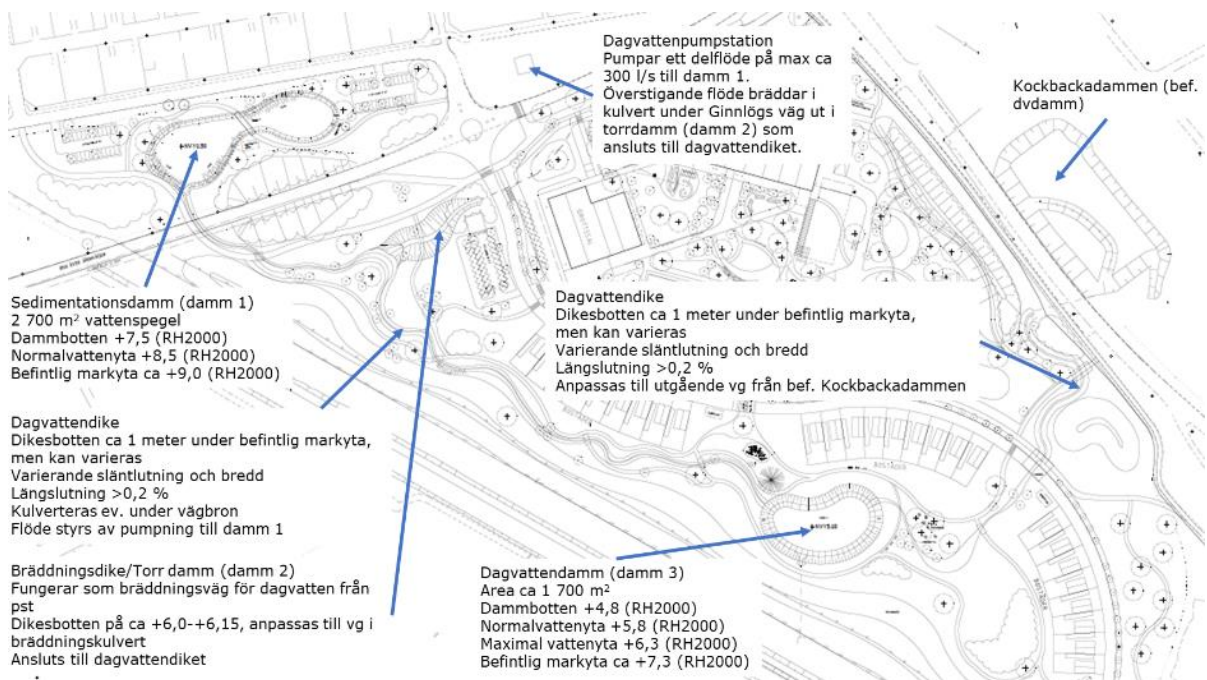 Dagvattenpumpstation
Pumpar ett delflöde på max ca
300 l/s till damm 1.
Överstigande flöde bräddar i
kulvert under Ginnlögs väg ut i
torrdamm (damm 2) som
ansluts till dagvattendiket.
Kockbackadammen (bef.
dvdamm)
Sedimentationsdamm (damm 1)
2 700 m² vattenspegel
Dammbotten +7,5 (RH2000)
Normalvattenyta +8,5 (RH2000)
Befintlig markyta ca +9,0 (RH2000)
Dagvattendike
Dikesbotten ca 1 meter under befintlig markyta,
men kan varieras
Varierande släntlutning och bredd
Längslutning >0,2 %
Anpassas till utgående vg från bef. Kockbackadammen
Dagvattendike
Dikesbotten ca 1 meter under befintlig markyta,
men kan varieras
Varierande släntlutning och bredd
Längslutning >0,2 %
Kulverteras ev. under vägbron
Flöde styrs av pumpning till damm 1
Bräddningsdike/Torr damm (damm 2)
Fungerar som bräddningsväg för dagvatten från
pst
Dikesbotten på ca +6,0-+6,15, anpassas till vg i
bräddningskulvert
Ansluts till dagvattendiket
Dagvattendamm (damm 3)
Area ca 1 700 m²
Dammbotten +4,8 (RH2000)
Normalvattenyta +5,8 (RH2000)
Maximal vattenyta +6,3 (RH2000)
Befintlig markyta ca +7,3 (RH2000)